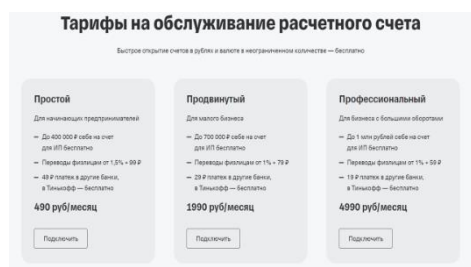 Тарифы на обслуживание расчетного счета
Быстрое открытие счетов в рублях и валюте в неограниченном количестве — бесплатно
Простой
Для начинающих предпринимателей
— До 400 000 ₽ себе на счет
для ИП бесплатно
— Переводы физлицам от 1,5% + 99 ₽
— 49 ₽ платеж в другие банки,
в Тинькофф — бесплатно
490 руб/месяц
Подключить
Продвинутый
Для малого бизнеса
— До 700 000 ₽ себе на счет
для ИП бесплатно
— Переводы физлицам от 1% + 79 ₽
— 29 ₽ платеж в другие банки,
в Тинькофф — бесплатно
1990 руб/месяц
Подключить
Профессиональный
Для бизнеса с большими оборотами
— До 1 млн рублей себе на счет
для ИП бесплатно
— Переводы физлицам от 1% + 59 ₽
— 19 ₽ платеж в другие банки,
в Тинькофф — бесплатно
4990 руб/месяц
Подключить